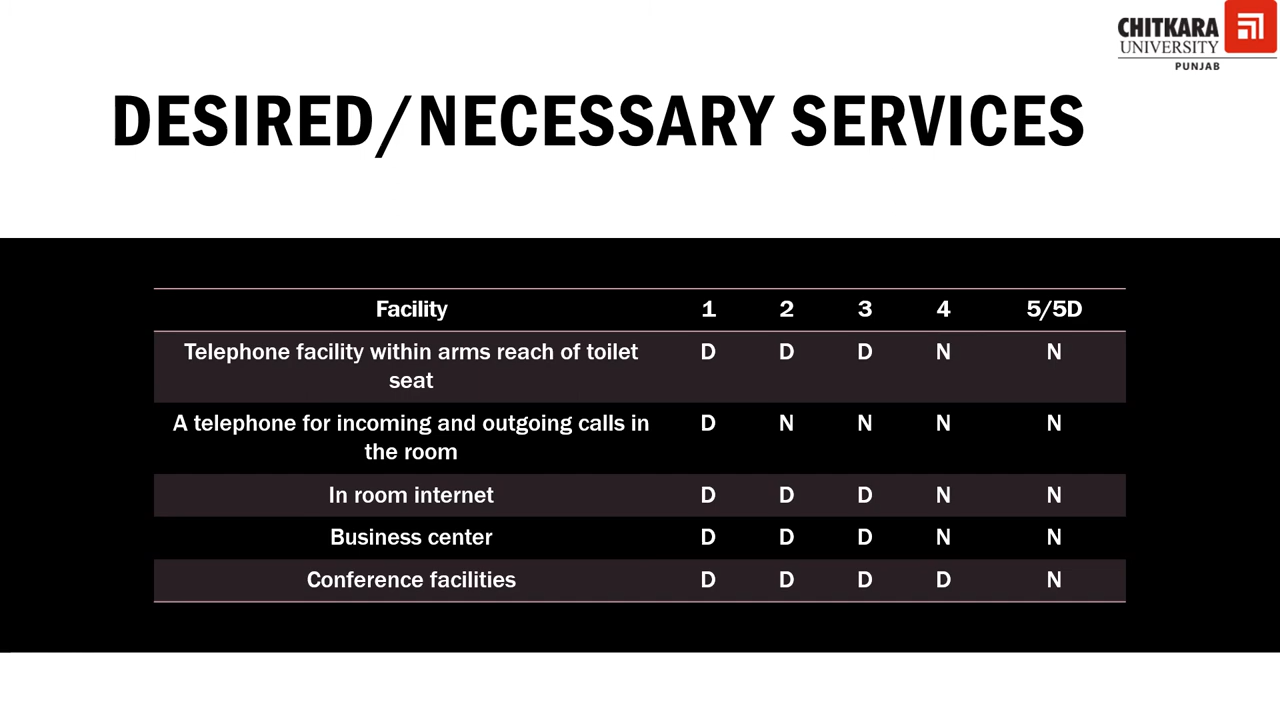 CHITKARA
UNIVERSITY
PUNJAB
DESIRED/NECESSARY SERVICES
Facility 1 2 3 4 5/5D
Telephone facility within arms reach of toilet D D D N N
seat
A telephone for incoming and outgoing calls in D N N N N
the room
In room internet D D D N N
Business center D D D N N
Conference facilities D D D D N